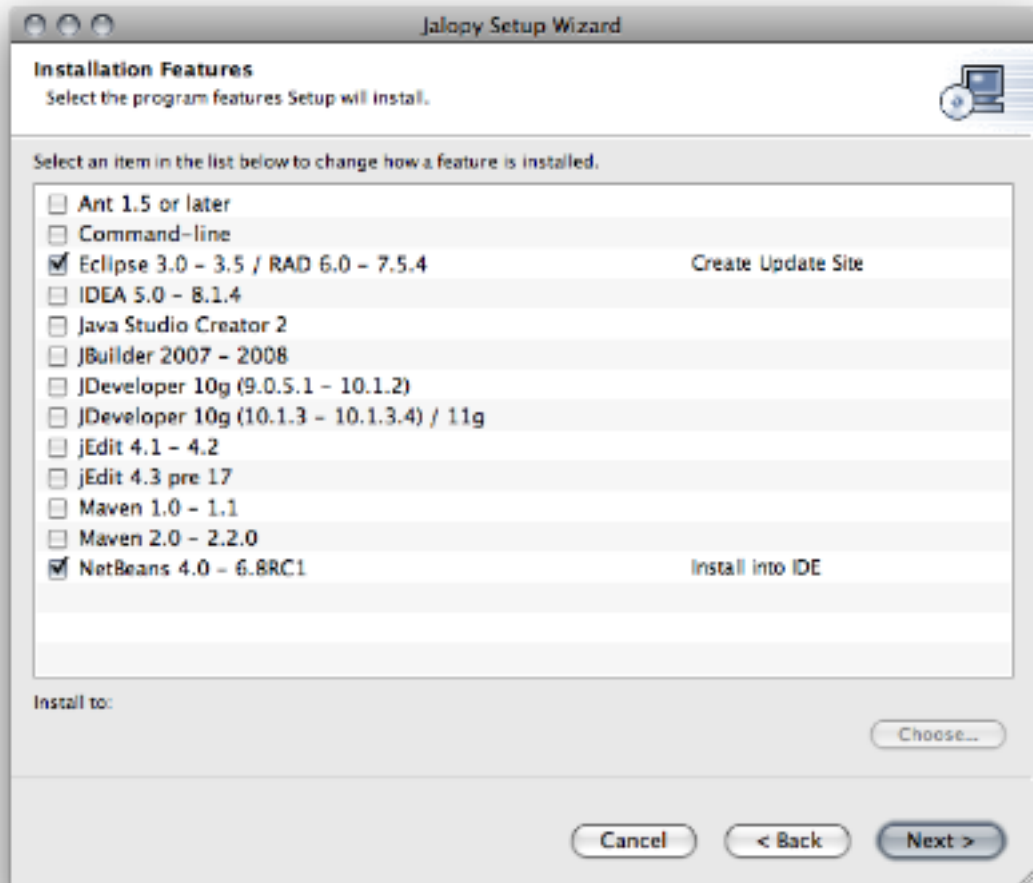 Jalopy Setup Wizard
Installation Features
Select the program features Setup will install.
Select an item in the list below to change how a feature is installed.
Ant 1.5 or later
Command-line
Eclipse 3.0 - 3.5 / RAD 6.0 - 7.5.4 Create Update Site
IDEA 5.0 - 8.1.4
Java Studio Creator 2
JBuilder 2007 - 2008
JDeveloper 10g (9.0.5.1 - 10.1.2)
JDeveloper 10g (10.1.3 - 10.1.3.4) / 11g
jEdit 4.1 - 4.2
jEdit 4.3 pre 17
Maven 1.0 - 1.1
Maven 2.0 - 2.2.0
NetBeans 4.0 - 6.8RC1 Install into IDE
Install to:
Choose...
Cancel < Back Next >